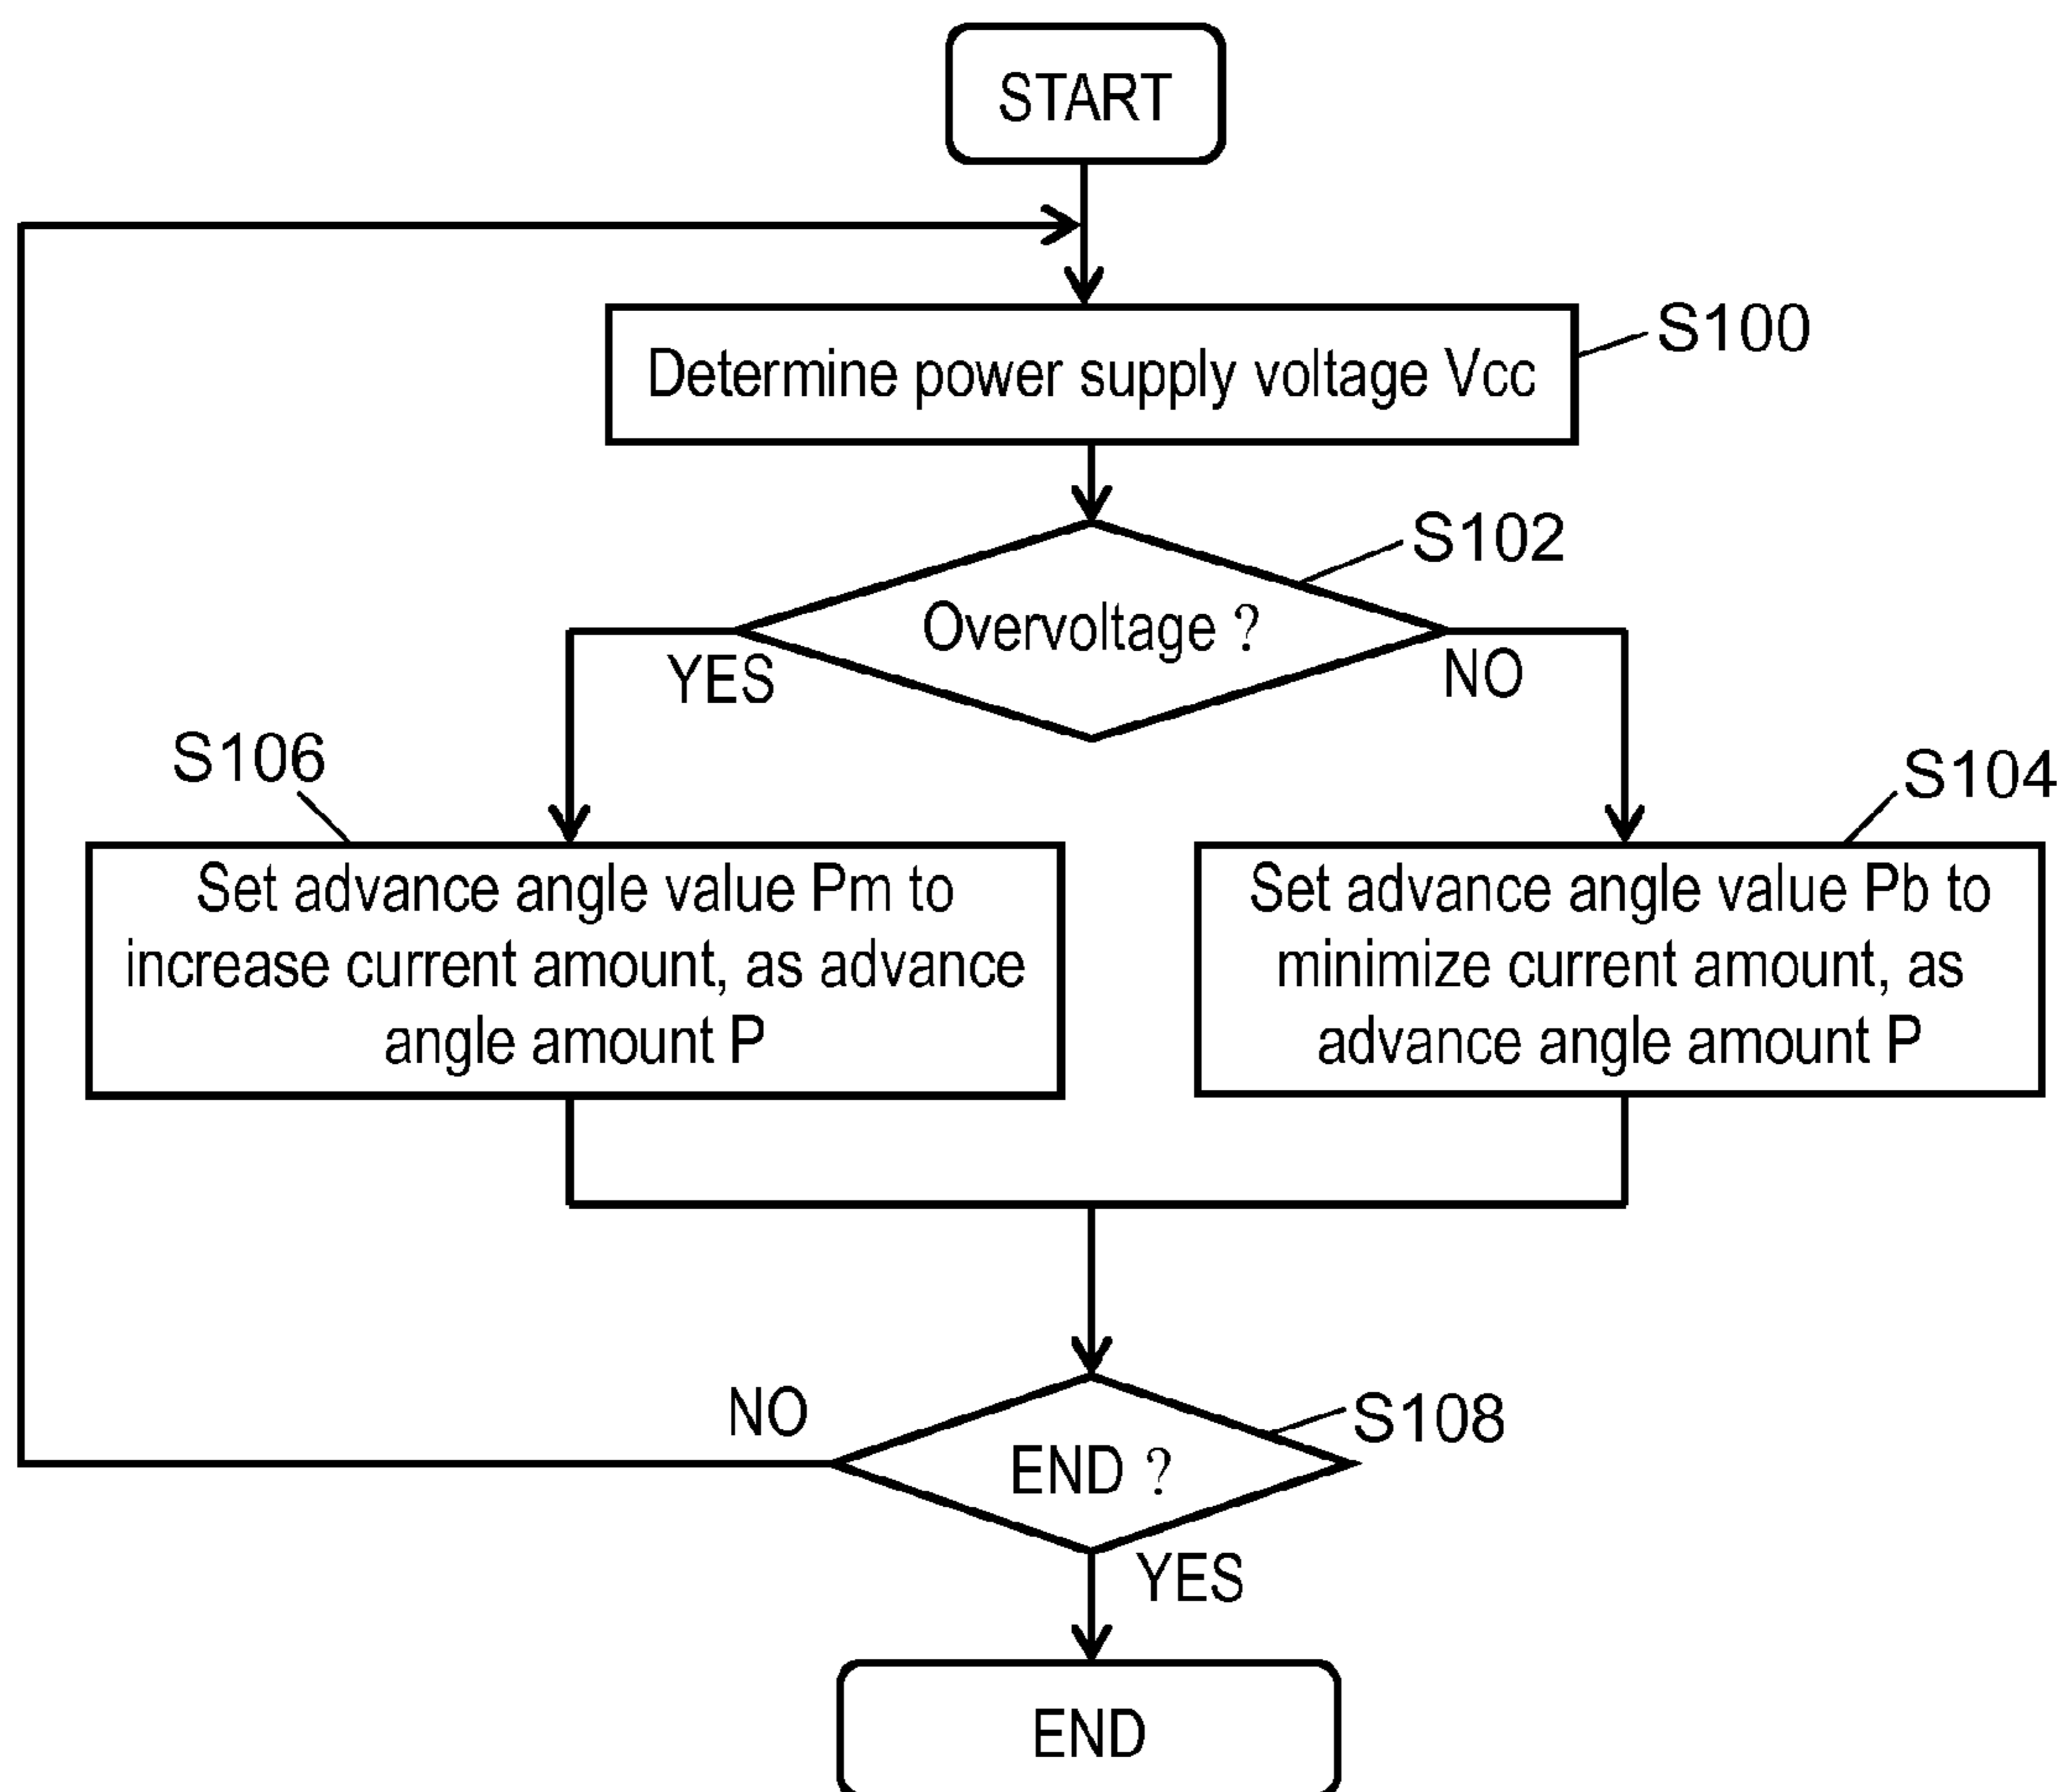 START
Determine power supply voltage Vcc
S100
S102
Overvoltage ?
YES
NO
S106
S104
Set advance angle value Pm to
increase current amount, as advance
angle amount P
Set advance angle value Pb to
minimize current amount, as
advance angle amount P
NO
S108
END ?
YES
END